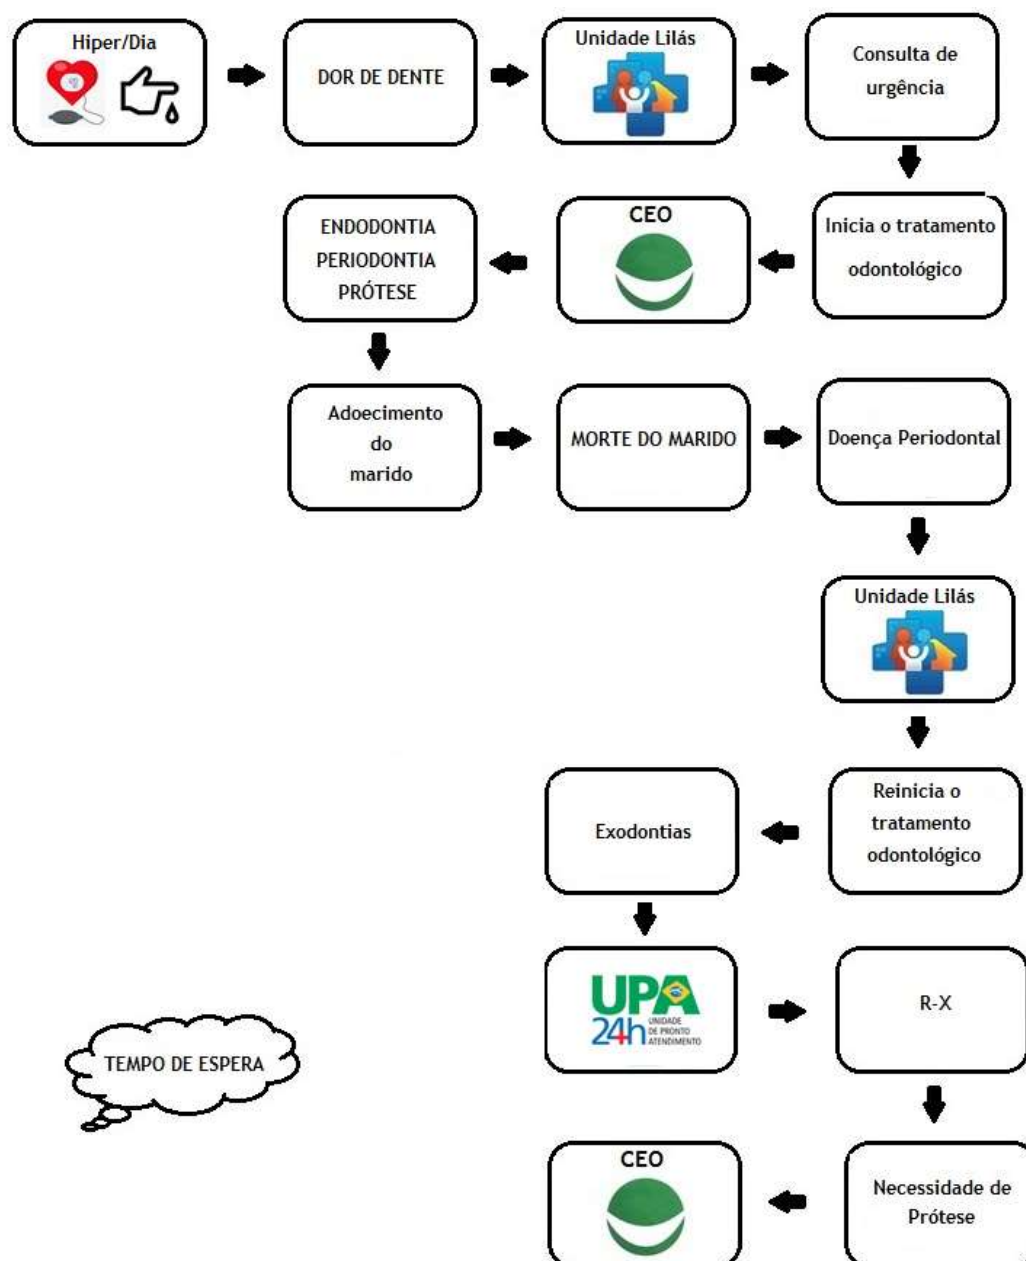 Hiper/Dia
DOR DE DENTE
Unidade Lilás
Consulta de
urgência
Inicia o tratamento
odontológico
CEO
ENDODONTIA
PERIODONTIA
PRÓTESE
Adoecimento
do
marido
MORTE DO MARIDO
Doença Periodontal
Unidade Lilás
Reinicia o
tratamento
odontológico
Exodontias
UPA
24h
UNIDADE
DE PRONTO
ATENDIMENTO
R-X
Necessidade de
Prótese
CEO
TEMPO DE ESPERA